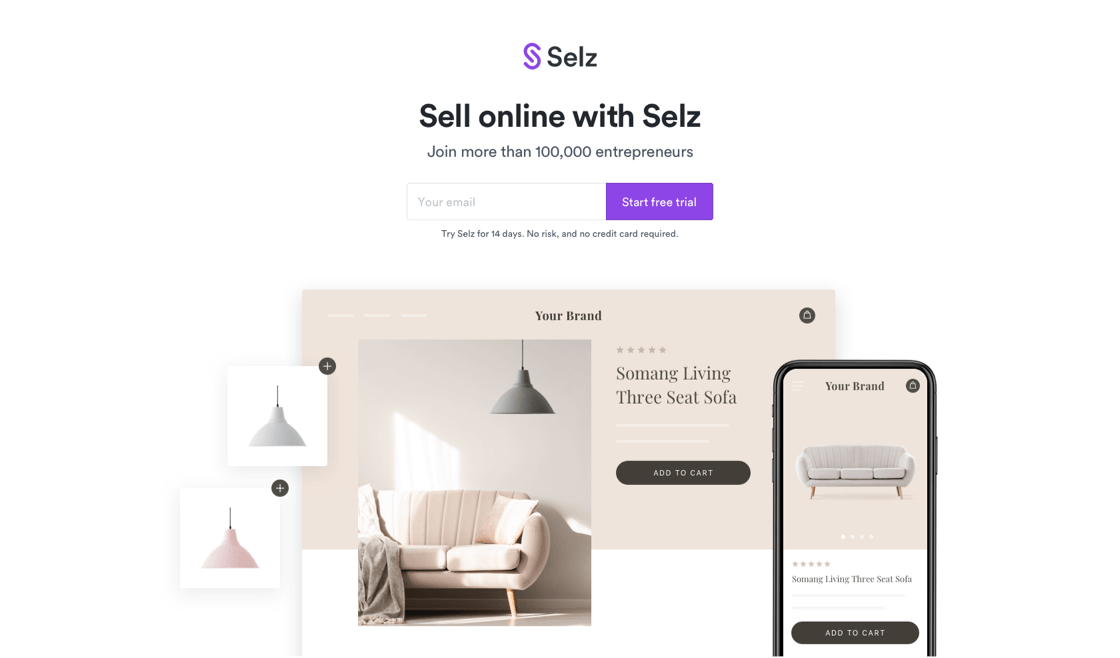 Selz
Sell online with Selz
Join more than 100,000 entrepreneurs
Your email
Start free trial
Try Selz for 14 days. No risk, and no credit card required.
Your Brand
Somang Living
Three Seat Sofa
ADD TO CART
Your Brand
Somang Living Three Seat Sofa
ADD TO CART